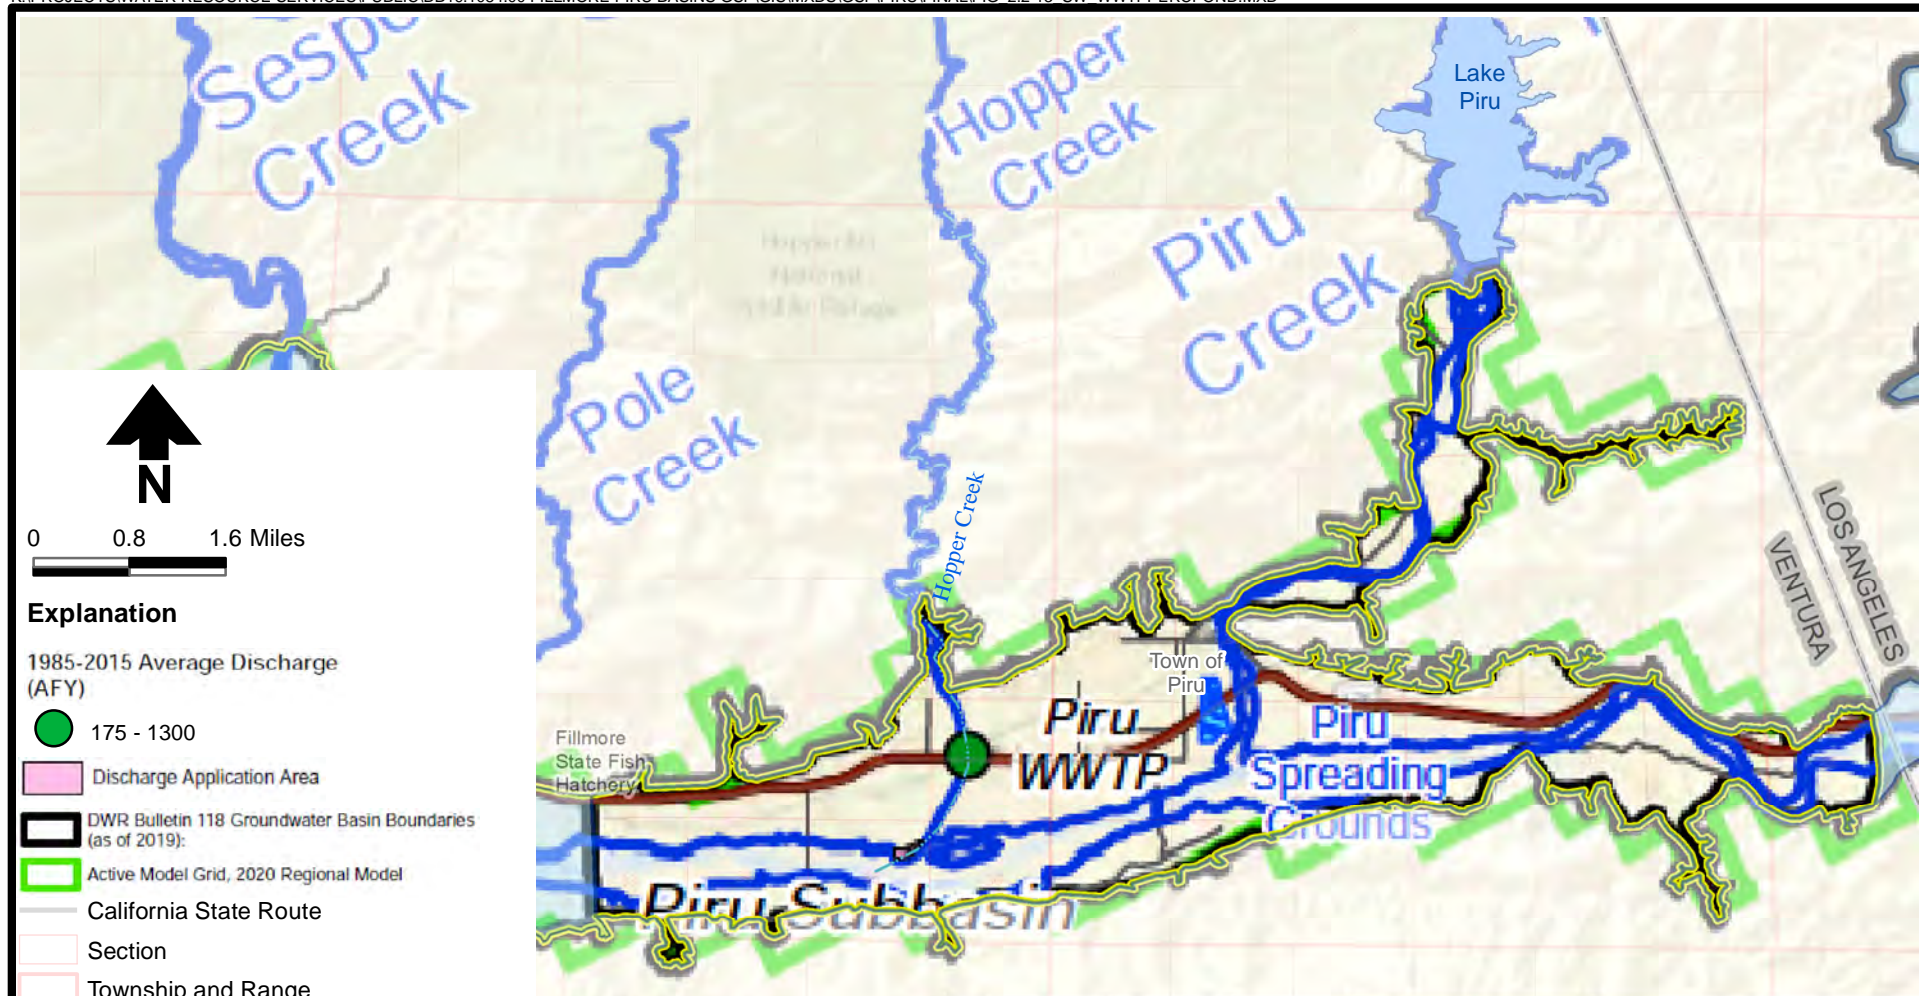 Sespe
Creek
Hopper
Creek
Lake
Piru
Piru
Creek
Pole
Creek
Hopper Creek
N
0 0.8 1.6 Miles
Explanation
1985-2015 Average Discharge
(AFY)
175 - 1300
Discharge Application Area
DWR Bulletin 118 Groundwater Basin Boundaries
(as of 2019):
Active Model Grid, 2020 Regional Model
California State Route
Section
Township and Range
LOS ANGELES
VENTURA
Town of
Piru
Piru
WWTP
Piru
Spreading
Grounds
Fillmore
State Fish
Hatchery
Piru Subbasin